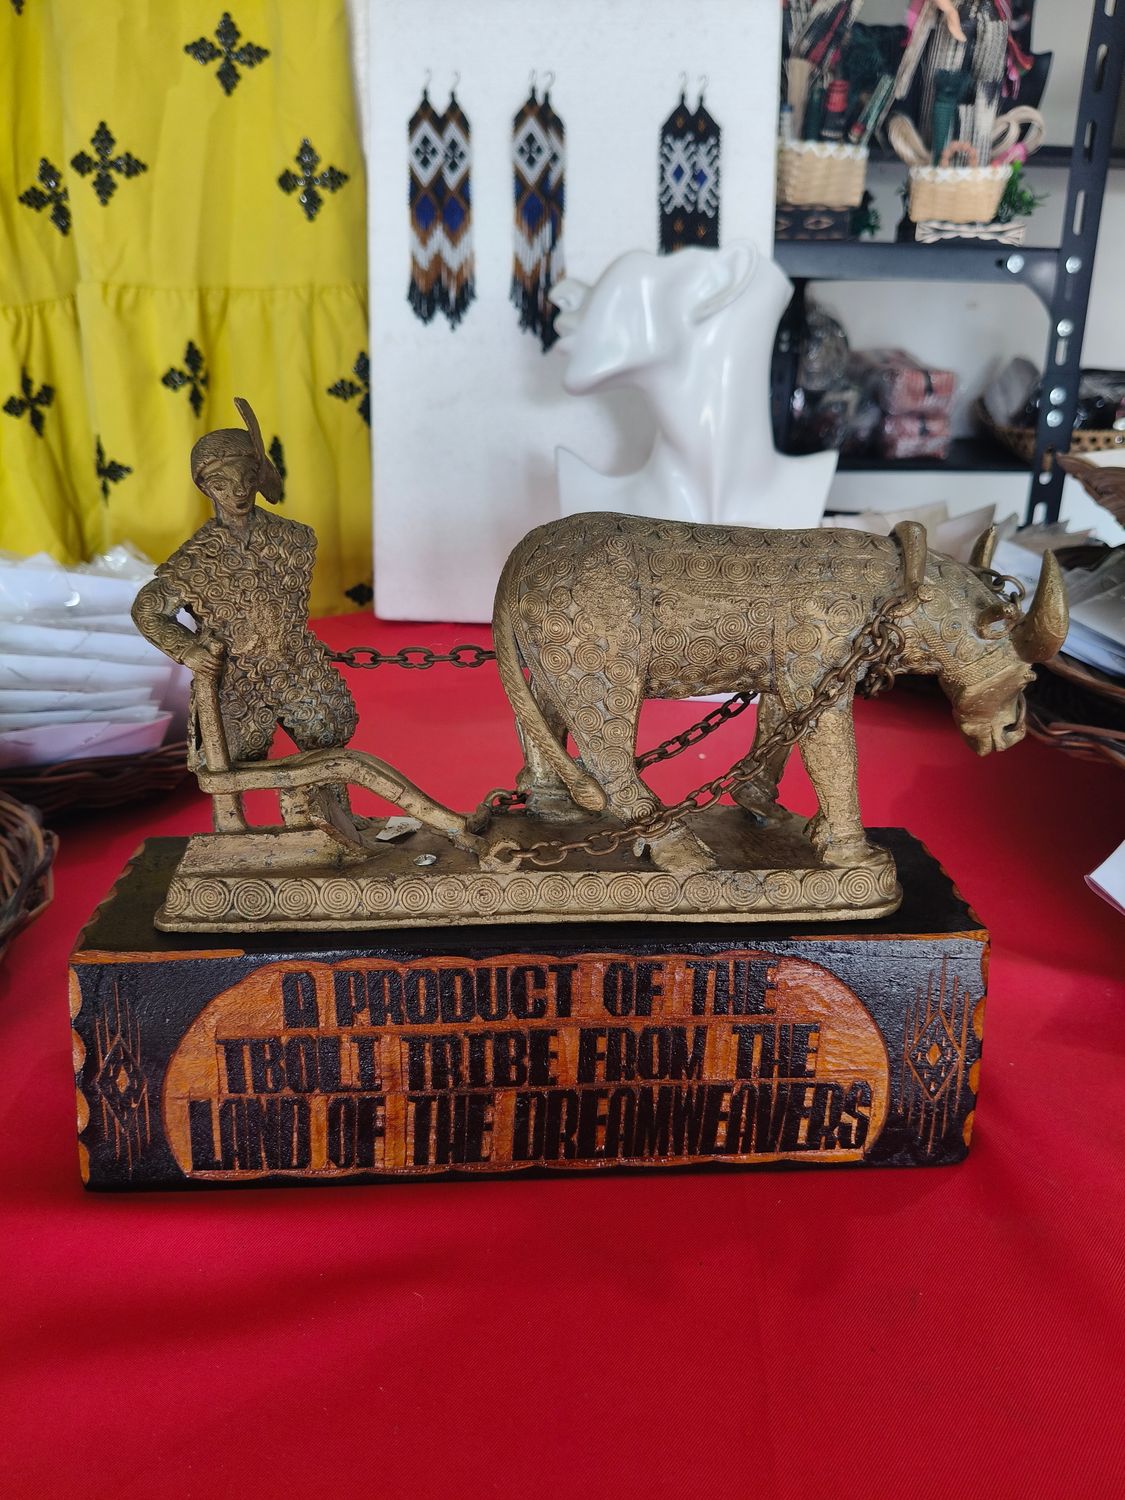 A PRODUCT OF THE
TBOLI TRIBE FROM THE
LAND OF THE DREAMWEAVERS